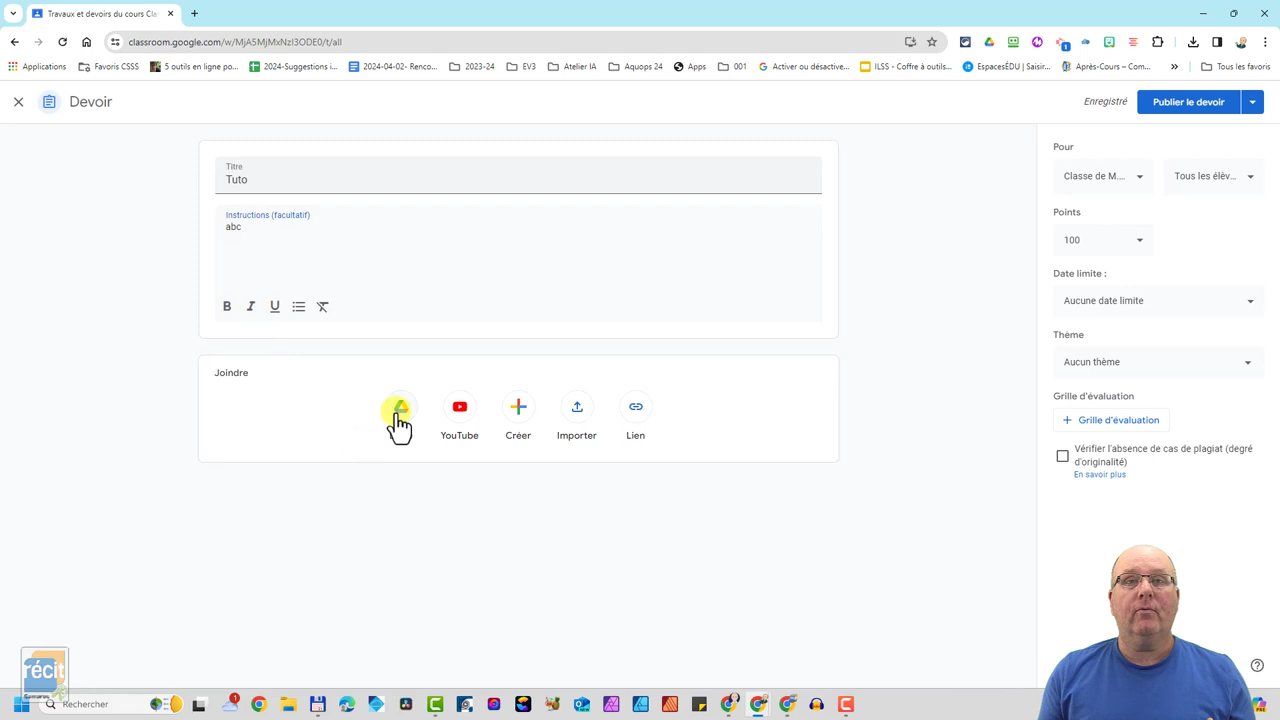 Travaux et devoirs du cours Cla
classroom.google.com/w/MjA5MjMxNzI3ODE0/t/all
Applications
Favoris CSSS
5 outils en ligne po...
2024-Suggestions i...
2024-04-02- Renco...
2023-24
EV3
Atelier IA
Aquops 24
Apps
001
Activer ou désactive...
ILSS - Coffre à outils...
EspacesÉDU | Saisir...
Après-Cours – Com...
Tous les favoris
Devoir
Enregistré
Publier le devoir
Titre
Tuto
Instructions (facultatif)
abc
B I U
Joindre
YouTube
Créer
Importer
Lien
Pour
Classe de M....
Tous les élèv...
Points
100
Date limite :
Aucune date limite
Thème
Aucun thème
Grille d'évaluation
+ Grille d'évaluation
Vérifier l'absence de cas de plagiat (degré
d'originalité)
En savoir plus
récit
Rechercher